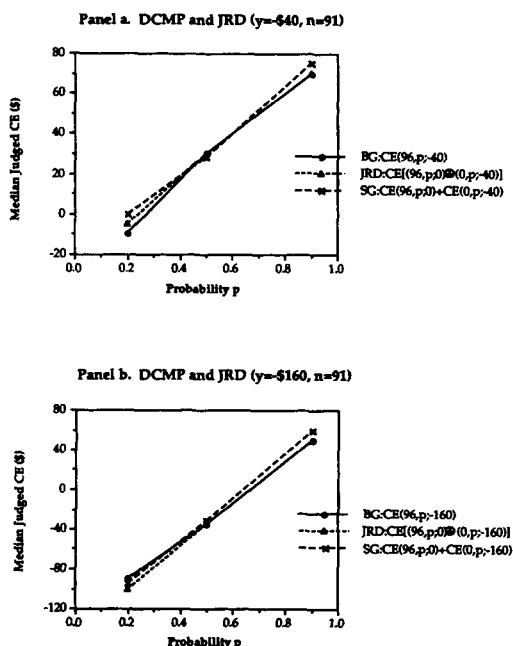 Panel a. DCMP and JRD (y=-$40, n=91)
Median Judged CE ($)
80
60
40
20
0
-20
0.0 0.2 0.4 0.6 0.8 1.0
Probability p
BG:CE(96,p;-40)
JRD:CE[(96,p;0)⊕(0,p;-40)]
SG:CE(96,p;0)+CE(0,p;-40)
Panel b. DCMP and JRD (y=-$160, n=91)
Median Judged CE ($)
80
40
0
-40
-80
-120
0.0 0.2 0.4 0.6 0.8 1.0
Probability p
BG:CE(96,p;-160)
JRD:CE[(96,p;0)⊕(0,p;-160)]
SG:CE(96,p;0)+CE(0,p;-160)